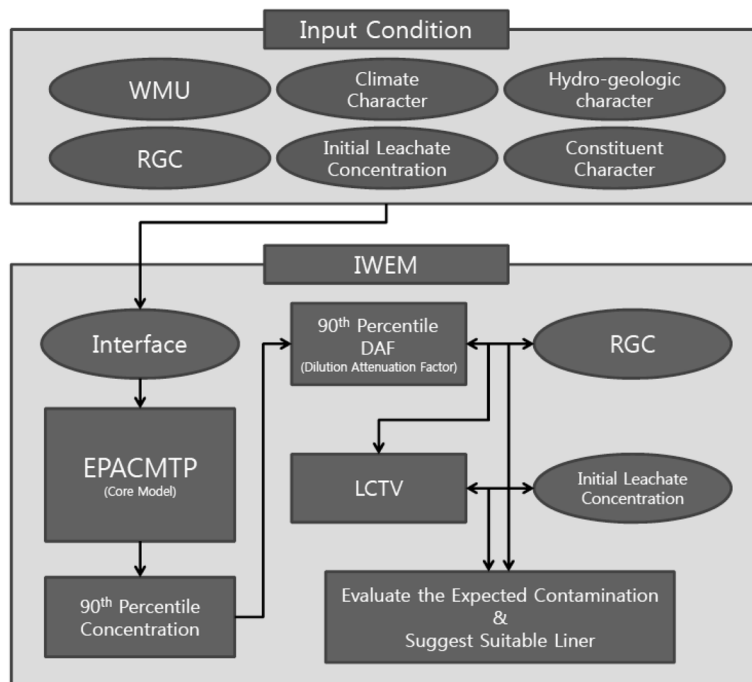 Input Condition
WMU
Climate
Character
Hydro-geologic
character
RGC
Initial Leachate
Concentration
Constituent
Character
IWEM
Interface
90th Percentile
DAF
(Dilution Attenuation Factor)
RGC
EPACMTP
(Core Model)
LCTV
Initial Leachate
Concentration
90th Percentile
Concentration
Evaluate the Expected Contamination
&
Suggest Suitable Liner